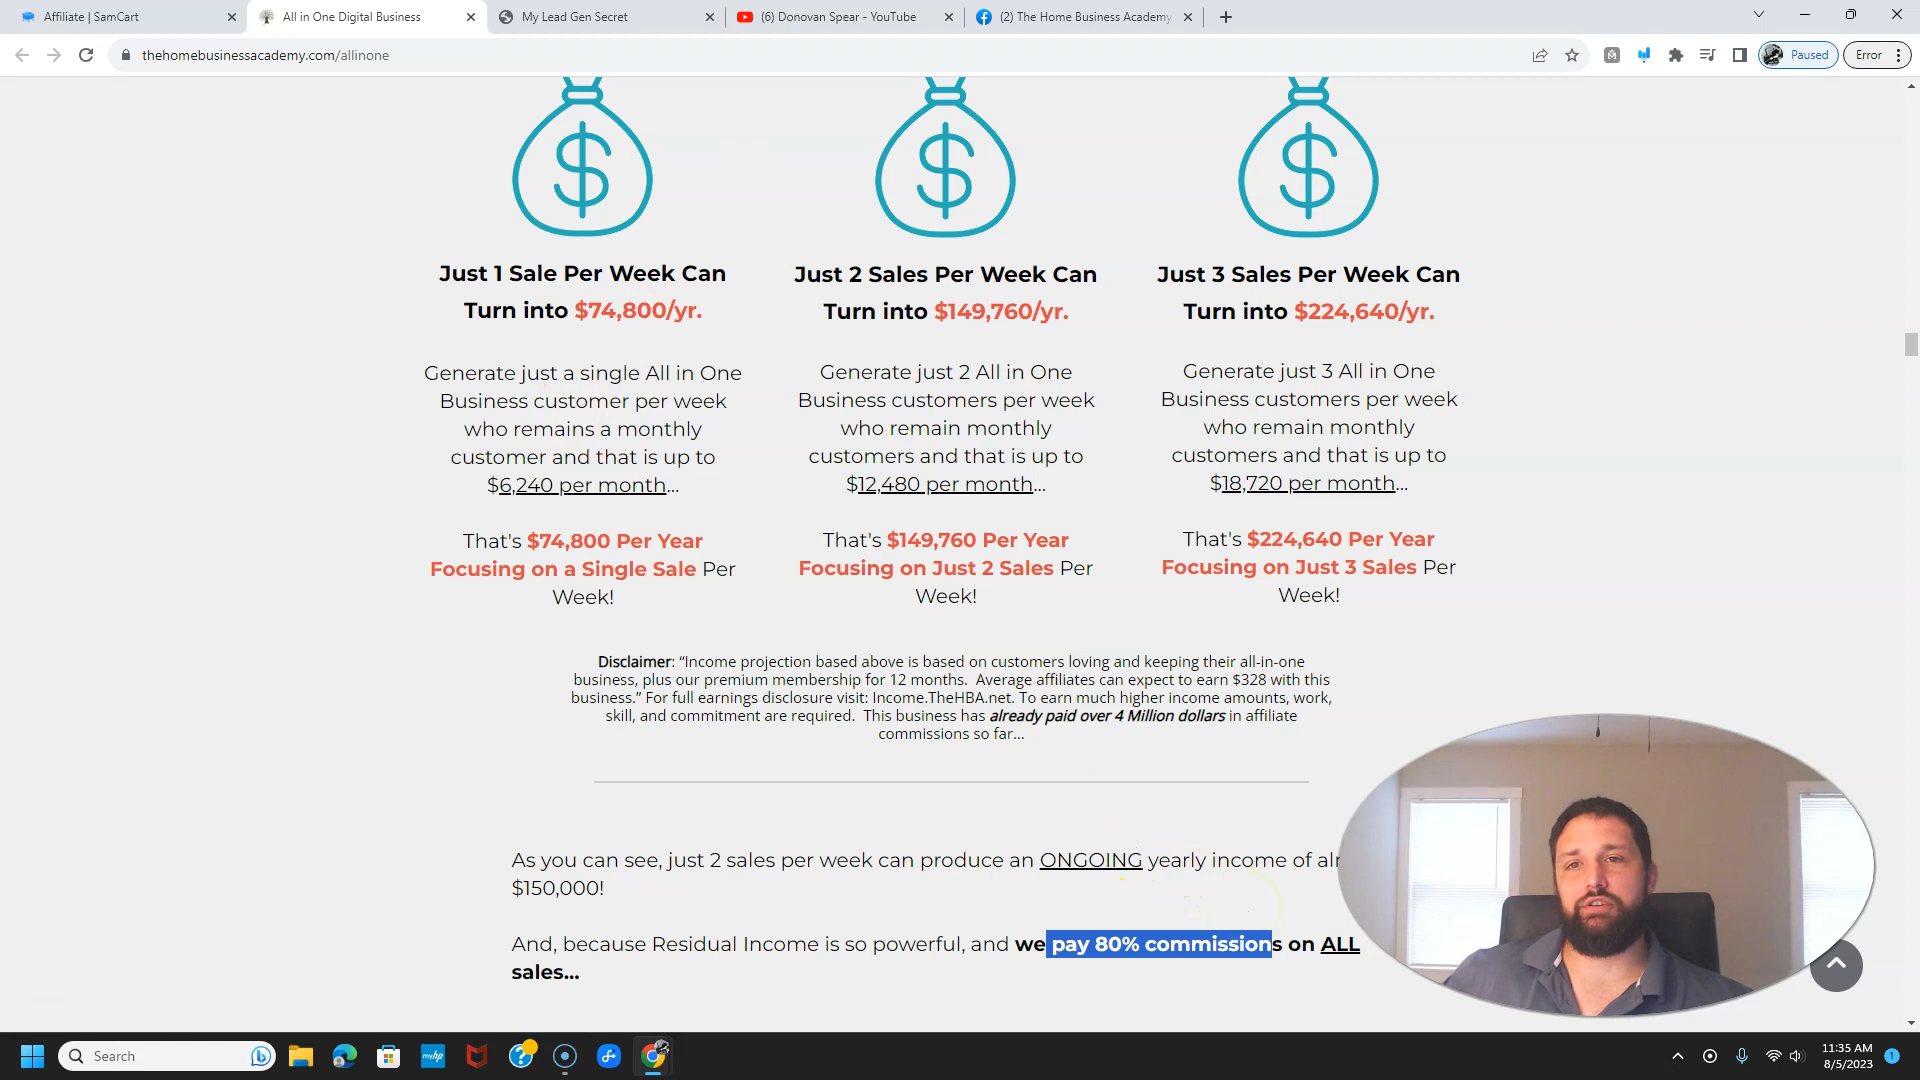 Affiliate | SamCart
All in One Digital Business
My Lead Gen Secret
(6) Donovan Spear - YouTube
(2) The Home Business Academy
thehomebusinessacademy.com/allinone
Paused
Error
$ $ $
Just 1 Sale Per Week Can
Turn into $74,800/yr.
Generate just a single All in One
Business customer per week
who remains a monthly
customer and that is up to
$6,240 per month...
That's $74,800 Per Year
Focusing on a Single Sale Per
Week!
Just 2 Sales Per Week Can
Turn into $149,760/yr.
Generate just 2 All in One
Business customers per week
who remain monthly
customers and that is up to
$12,480 per month...
That's $149,760 Per Year
Focusing on Just 2 Sales Per
Week!
Just 3 Sales Per Week Can
Turn into $224,640/yr.
Generate just 3 All in One
Business customers per week
who remain monthly
customers and that is up to
$18,720 per month...
That's $224,640 Per Year
Focusing on Just 3 Sales Per
Week!
Disclaimer: “Income projection based above is based on customers loving and keeping their all-in-one
business, plus our premium membership for 12 months. Average affiliates can expect to earn $328 with this
business.” For full earnings disclosure visit: Income.TheHBA.net. To earn much higher income amounts, work,
skill, and commitment are required. This business has already paid over 4 Million dollars in affiliate
commissions so far...
As you can see, just 2 sales per week can produce an ONGOING yearly income of
$150,000!
And, because Residual Income is so powerful, and we pay 80% commissions on ALL
sales...
Search
myhp
11:35 AM
8/5/2023
1